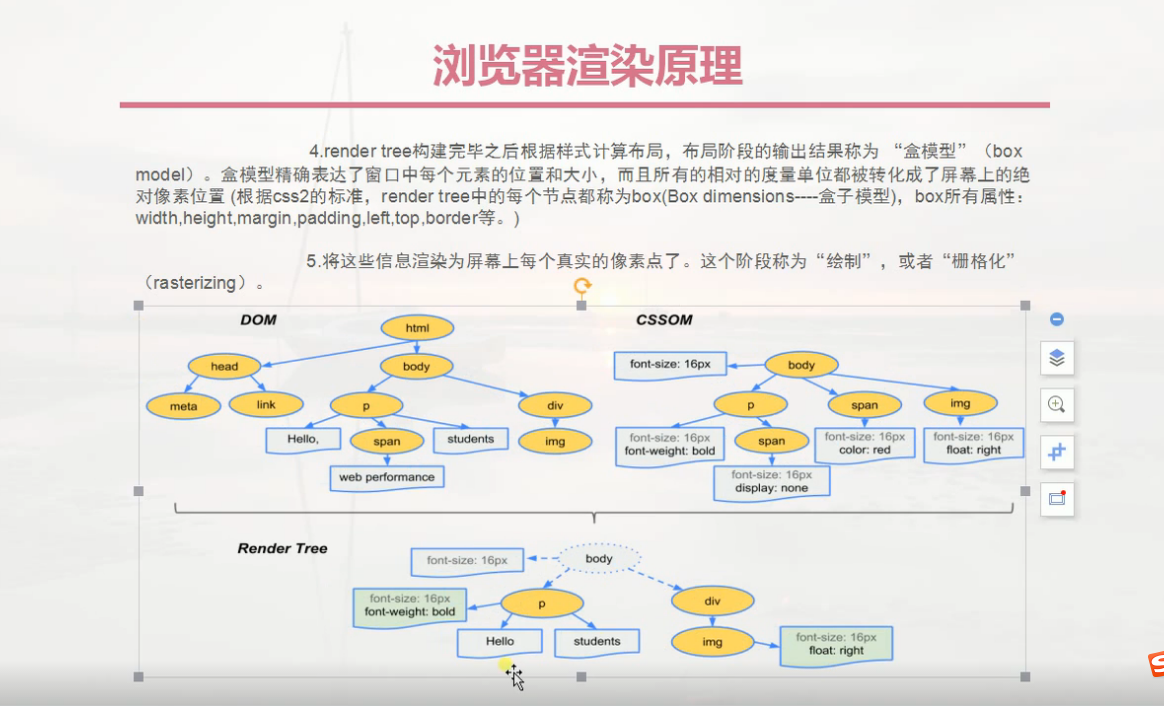 浏览器渲染原理
4.render tree构建完毕之后根据样式计算布局，布局阶段的输出结果称为 “盒模型”（box
model）。盒模型精确表达了窗口中每个元素的位置和大小，而且所有的相对的度量单位都被转化成了屏幕上的绝
对像素位置 (根据css2的标准，render tree中的每个节点都称为box(Box dimensions----盒子模型)，box所有属性：
width,height,margin,padding,left,top,border等。)
5.将这些信息渲染为屏幕上每个真实的像素点了。这个阶段称为“绘制”，或者“栅格化”
（rasterizing）。
DOM
html
head
body
meta
link
p
div
Hello,
span
students
img
web performance
CSSOM
font-size: 16px
body
p
span
img
font-size: 16px
font-weight: bold
span
font-size: 16px
color: red
font-size: 16px
float: right
font-size: 16px
display: none
Render Tree
font-size: 16px
body
font-size: 16px
font-weight: bold
p
div
Hello
students
img
font-size: 16px
float: right